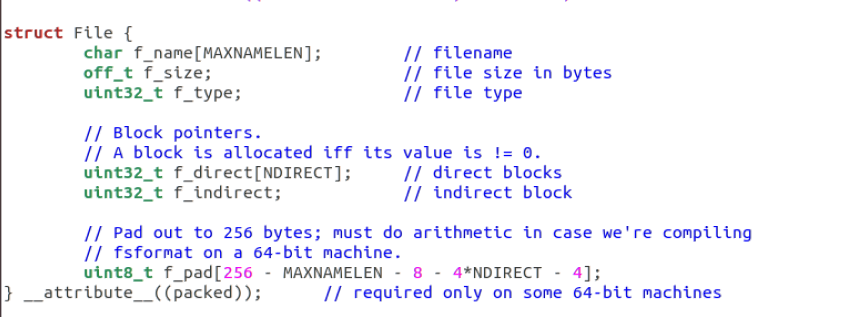 struct File {
        char f_name[MAXNAMELEN];        // filename
        off_t f_size;                   // file size in bytes
        uint32_t f_type;                // file type

        // Block pointers.
        // A block is allocated iff its value is != 0.
        uint32_t f_direct[NDIRECT];     // direct blocks
        uint32_t f_indirect;            // indirect block

        // Pad out to 256 bytes; must do arithmetic in case we're compiling
        // fsformat on a 64-bit machine.
        uint8_t f_pad[256 - MAXNAMELEN - 8 - 4*NDIRECT - 4];
} __attribute__((packed));      // required only on some 64-bit machines